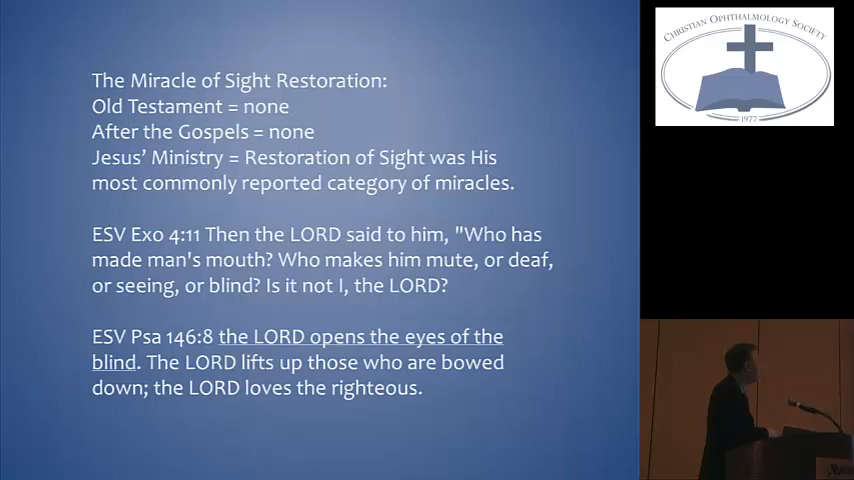 The Miracle of Sight Restoration:
Old Testament = none
After the Gospels = none
Jesus’ Ministry = Restoration of Sight was His
most commonly reported category of miracles.
ESV Exo 4:11 Then the LORD said to him, "Who has
made man's mouth? Who makes him mute, or deaf,
or seeing, or blind? Is it not I, the LORD?
ESV Psa 146:8 the LORD opens the eyes of the
blind. The LORD lifts up those who are bowed
down; the LORD loves the righteous.
CHRISTIAN OPHTHALMOLOGY SOCIETY
1977